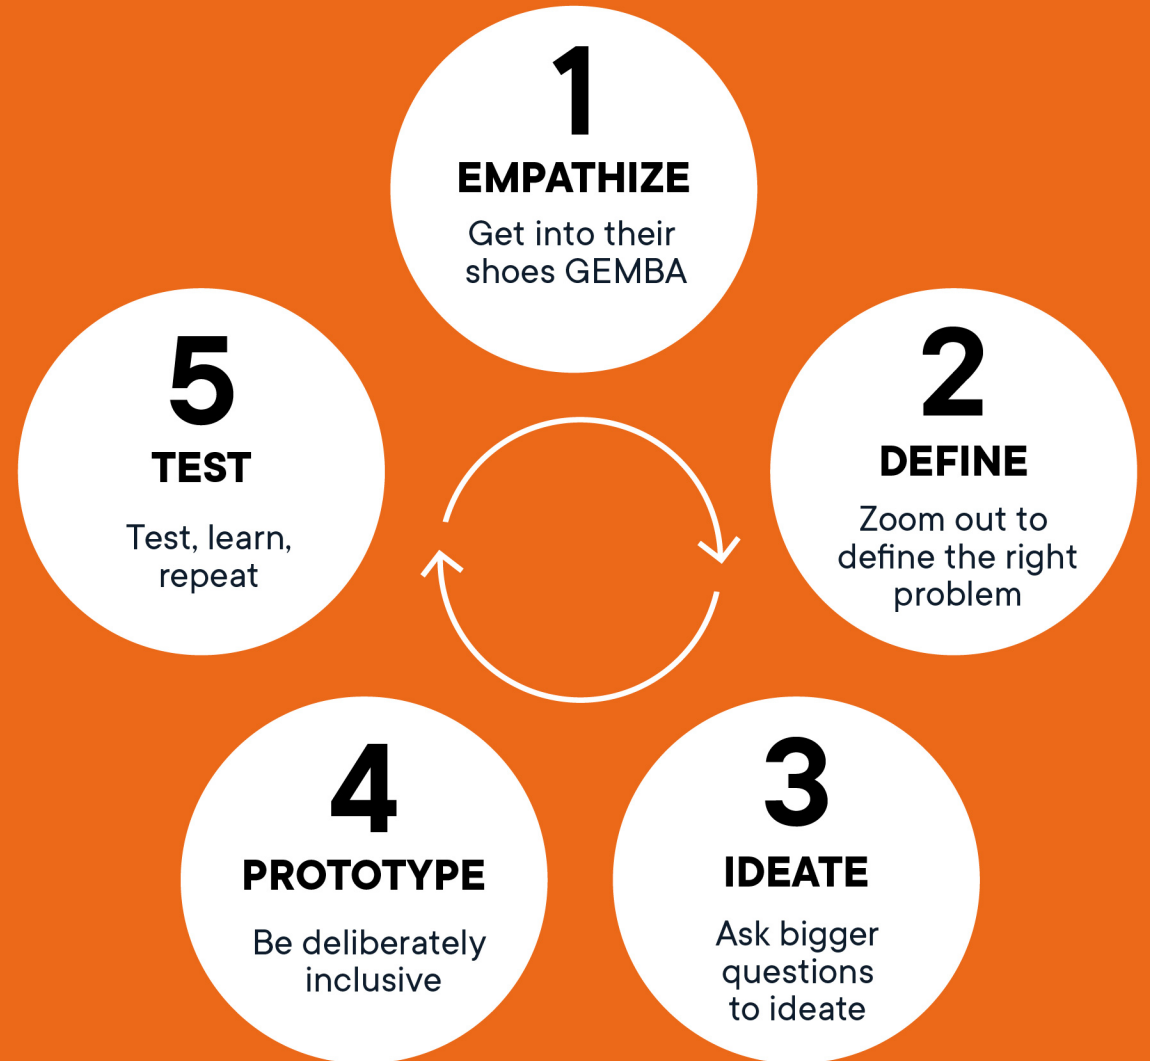 1
EMPATHIZE
Get into their
shoes GEMBA
2
DEFINE
Zoom out to
define the right
problem
3
IDEATE
Ask bigger
questions
to ideate
4
PROTOTYPE
Be deliberately
inclusive
5
TEST
Test, learn,
repeat